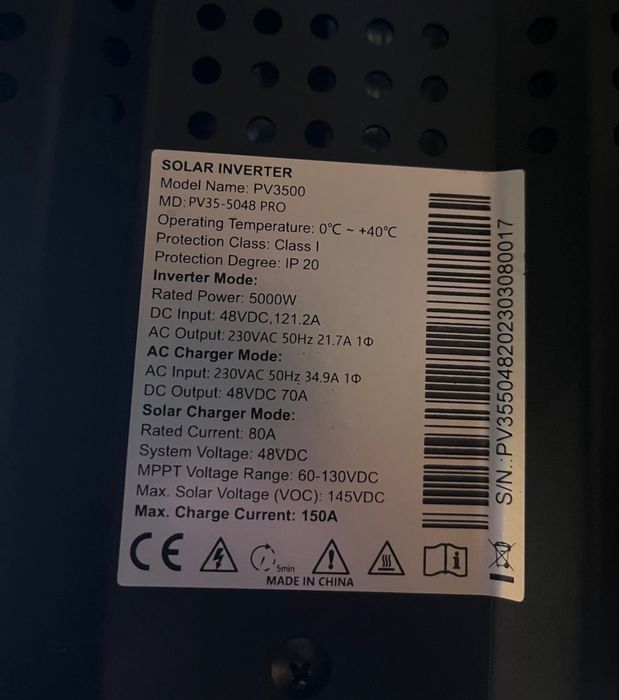 SOLAR INVERTER
Model Name: PV3500
MD: PV35-5048 PRO
Operating Temperature: 0℃ ~ +40℃
Protection Class: Class I
Protection Degree: IP 20
Inverter Mode:
Rated Power: 5000W
DC Input: 48VDC,121.2A
AC Output: 230VAC 50Hz 21.7A 1Φ
AC Charger Mode:
AC Input: 230VAC 50Hz 34.9A 1Φ
DC Output: 48VDC 70A
Solar Charger Mode:
Rated Current: 80A
System Voltage: 48VDC
MPPT Voltage Range: 60-130VDC
Max. Solar Voltage (VOC): 145VDC
Max. Charge Current: 150A
CE
5min
MADE IN CHINA
S/N.:PV355048202303080017